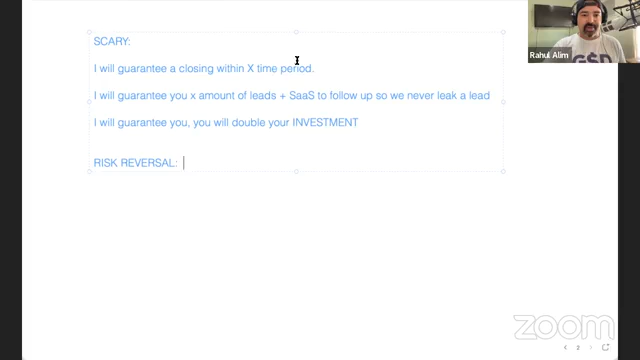 SCARY:
I will guarantee a closing within X time period.
I will guarantee you x amount of leads + SaaS to follow up so we never leak a lead
I will guarantee you, you will double your INVESTMENT
RISK REVERSAL:
Rahul Alim
G$D
zoom
2